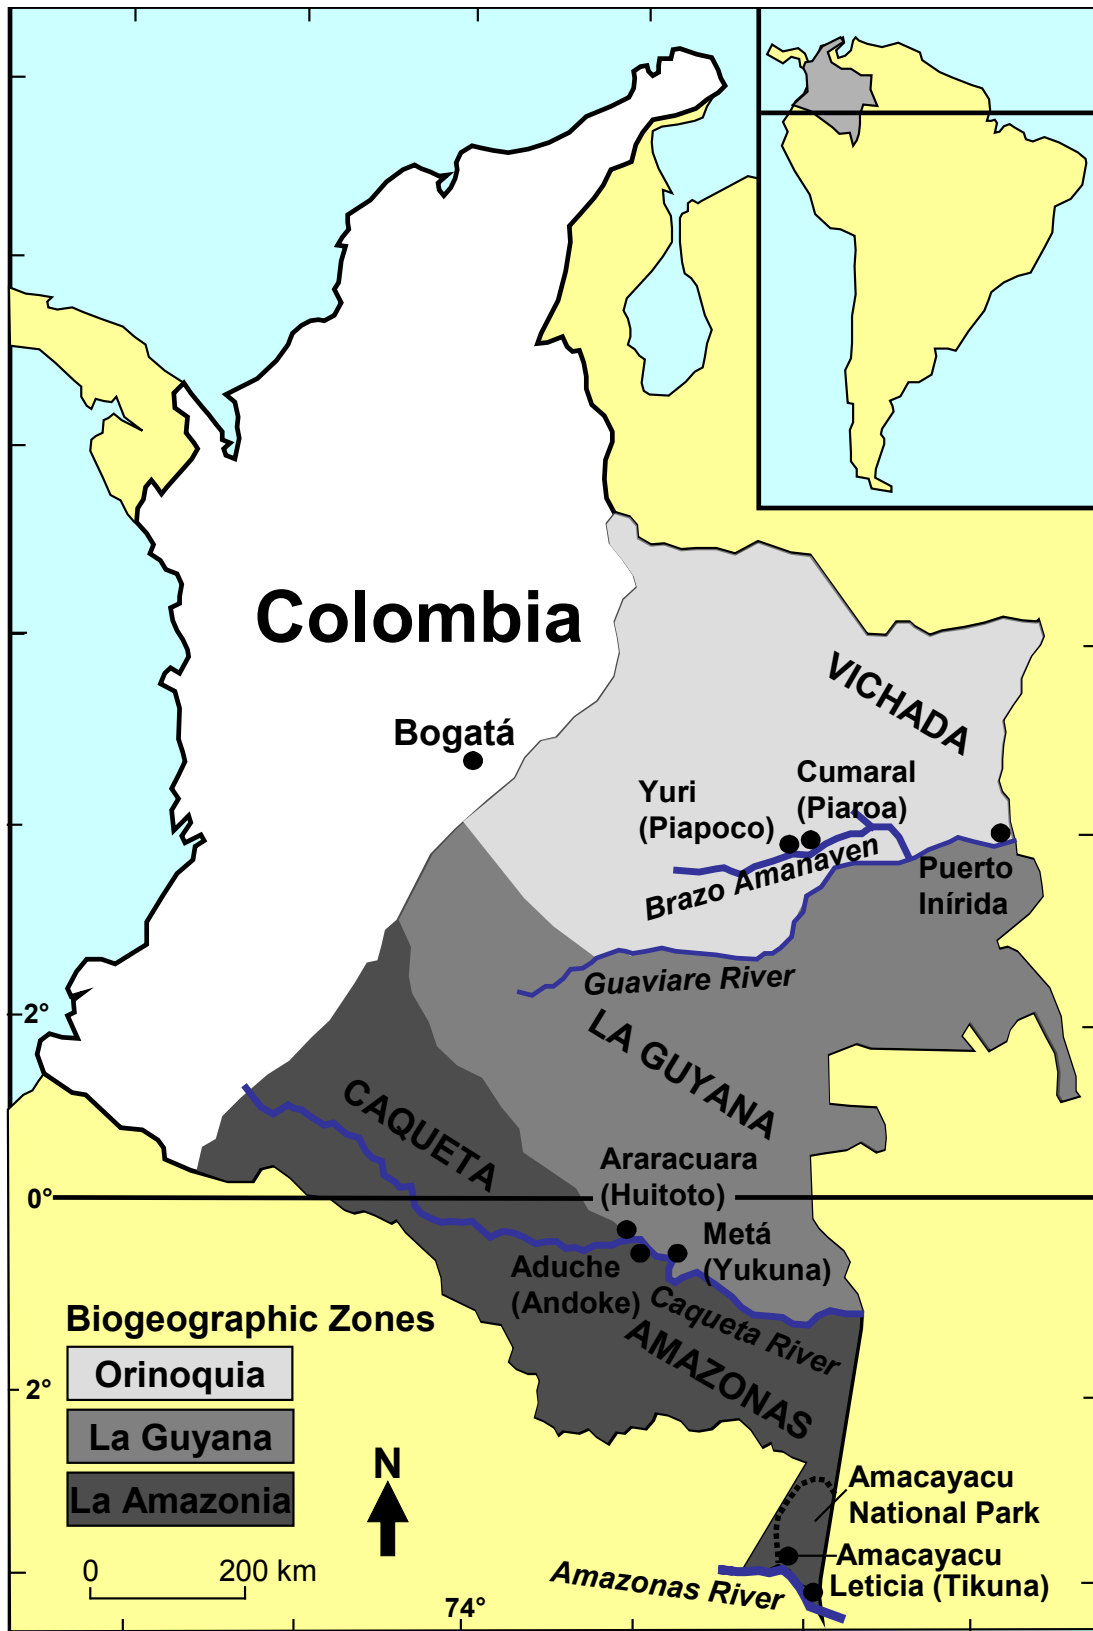 Colombia
VICHADA
Bogatá
Cumaral
(Piaroa)
Yuri
(Piapoco)
Brazo Amanaven
Puerto
Inírida
Guaviare River
2°
LA GUYANA
CAQUETA
Araracuara
(Huitoto)
0°
Metá
(Yukuna)
Aduche
(Andoke)
Caqueta River
AMAZONAS
Biogeographic Zones
Orinoquia
La Guyana
La Amazonia
2°
N
0 200 km
Amacayacu
National Park
Amacayacu
Leticia (Tikuna)
Amazonas River
74°